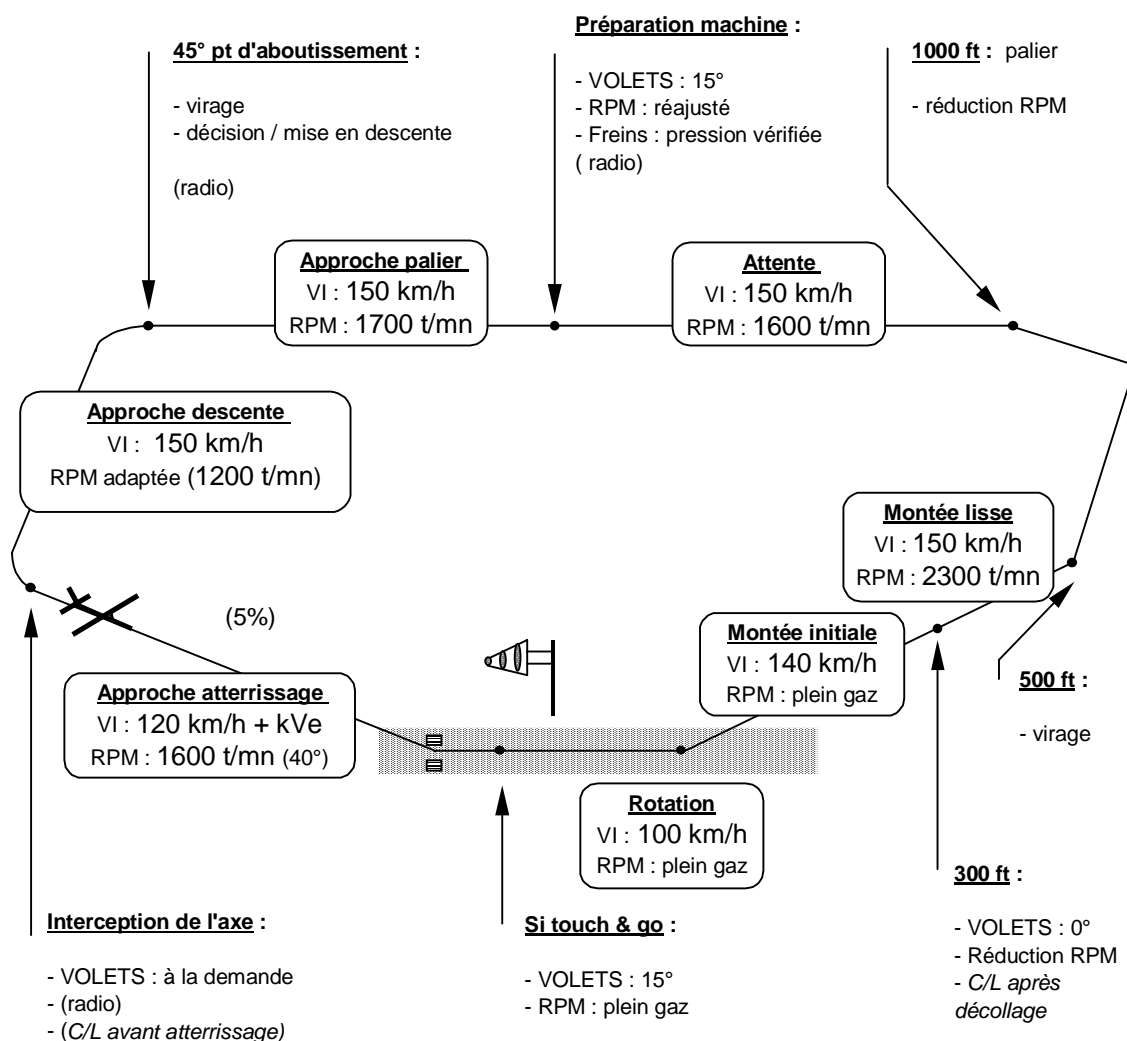 Préparation machine :
- VOLETS : 15°
- RPM : réajusté
- Freins : pression vérifiée
( radio)
45° pt d'aboutissement :
- virage
- décision / mise en descente
(radio)
1000 ft : palier
- réduction RPM
Approche palier
VI : 150 km/h
RPM : 1700 t/mn
Attente
VI : 150 km/h
RPM : 1600 t/mn
Approche descente
VI : 150 km/h
RPM adaptée (1200 t/mn)
Montée lisse
VI : 150 km/h
RPM : 2300 t/mn
(5%)
Montée initiale
VI : 140 km/h
RPM : plein gaz
Approche atterrissage
VI : 120 km/h + kVe
RPM : 1600 t/mn (40°)
500 ft :
- virage
Rotation
VI : 100 km/h
RPM : plein gaz
300 ft :
- VOLETS : 0°
- Réduction RPM
- C/L après
décollage
Interception de l'axe :
- VOLETS : à la demande
- (radio)
- (C/L avant atterrissage)
Si touch & go :
- VOLETS : 15°
- RPM : plein gaz